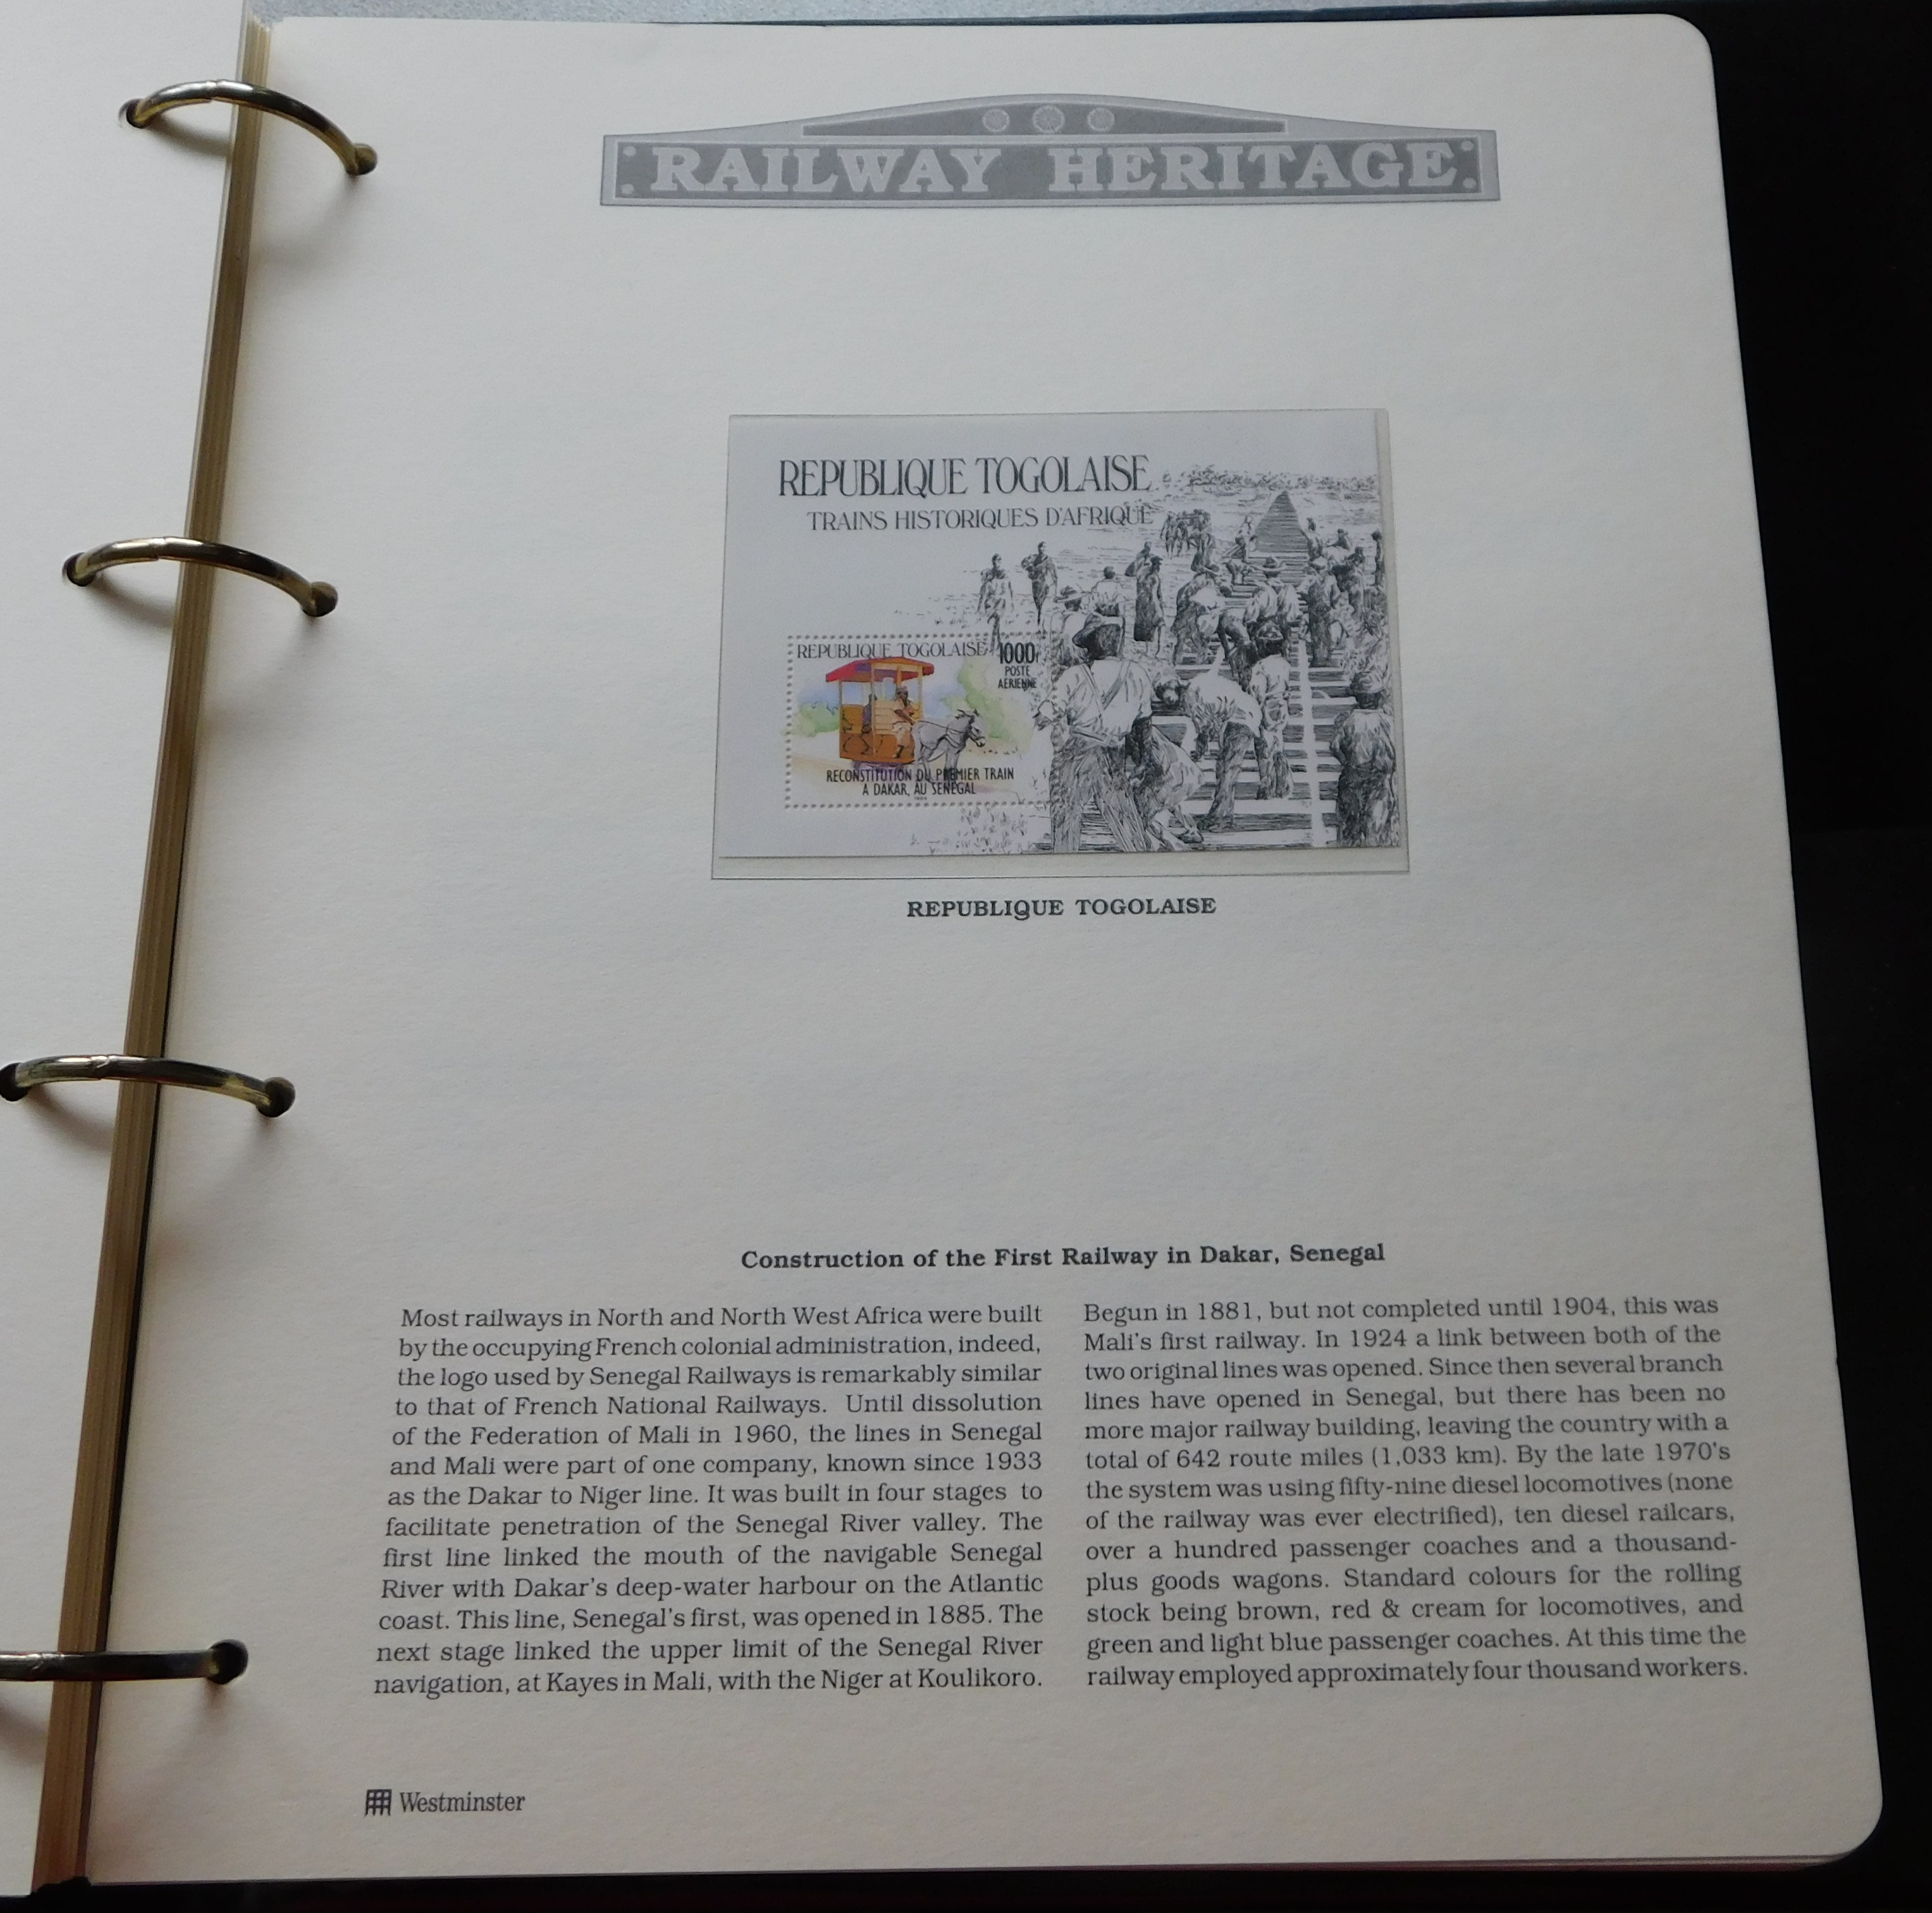 RAILWAY HERITAGE
REPUBLIQUE TOGOLAISE
TRAINS HISTORIQUES D'AFRIQUE
REPUBLIQUE TOGOLAISE 1000F
POSTE
AERIENNE
RECONSTITUTION DU PREMIER TRAIN
A DAKAR, AU SENEGAL
REPUBLIQUE TOGOLAISE
Construction of the First Railway in Dakar, Senegal
Most railways in North and North West Africa were built
by the occupying French colonial administration, indeed,
the logo used by Senegal Railways is remarkably similar
to that of French National Railways. Until dissolution
of the Federation of Mali in 1960, the lines in Senegal
and Mali were part of one company, known since 1933
as the Dakar to Niger line. It was built in four stages to
facilitate penetration of the Senegal River valley. The
first line linked the mouth of the navigable Senegal
River with Dakar's deep-water harbour on the Atlantic
coast. This line, Senegal's first, was opened in 1885. The
next stage linked the upper limit of the Senegal River
navigation, at Kayes in Mali, with the Niger at Koulikoro.
Begun in 1881, but not completed until 1904, this was
Mali's first railway. In 1924 a link between both of the
two original lines was opened. Since then several branch
lines have opened in Senegal, but there has been no
more major railway building, leaving the country with a
total of 642 route miles (1,033 km). By the late 1970's
the system was using fifty-nine diesel locomotives (none
of the railway was ever electrified), ten diesel railcars,
over a hundred passenger coaches and a thousand-
plus goods wagons. Standard colours for the rolling
stock being brown, red & cream for locomotives, and
green and light blue passenger coaches. At this time the
railway employed approximately four thousand workers.
Westminster